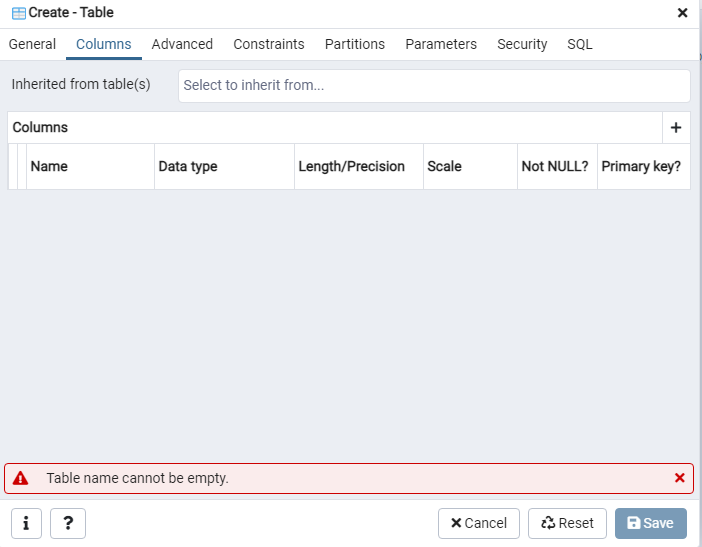 Create - Table
General Columns Advanced Constraints Partitions Parameters Security SQL
Inherited from table(s) Select to inherit from...
Columns
Name Data type Length/Precision Scale Not NULL? Primary key?
Table name cannot be empty.
i ? Cancel Reset Save